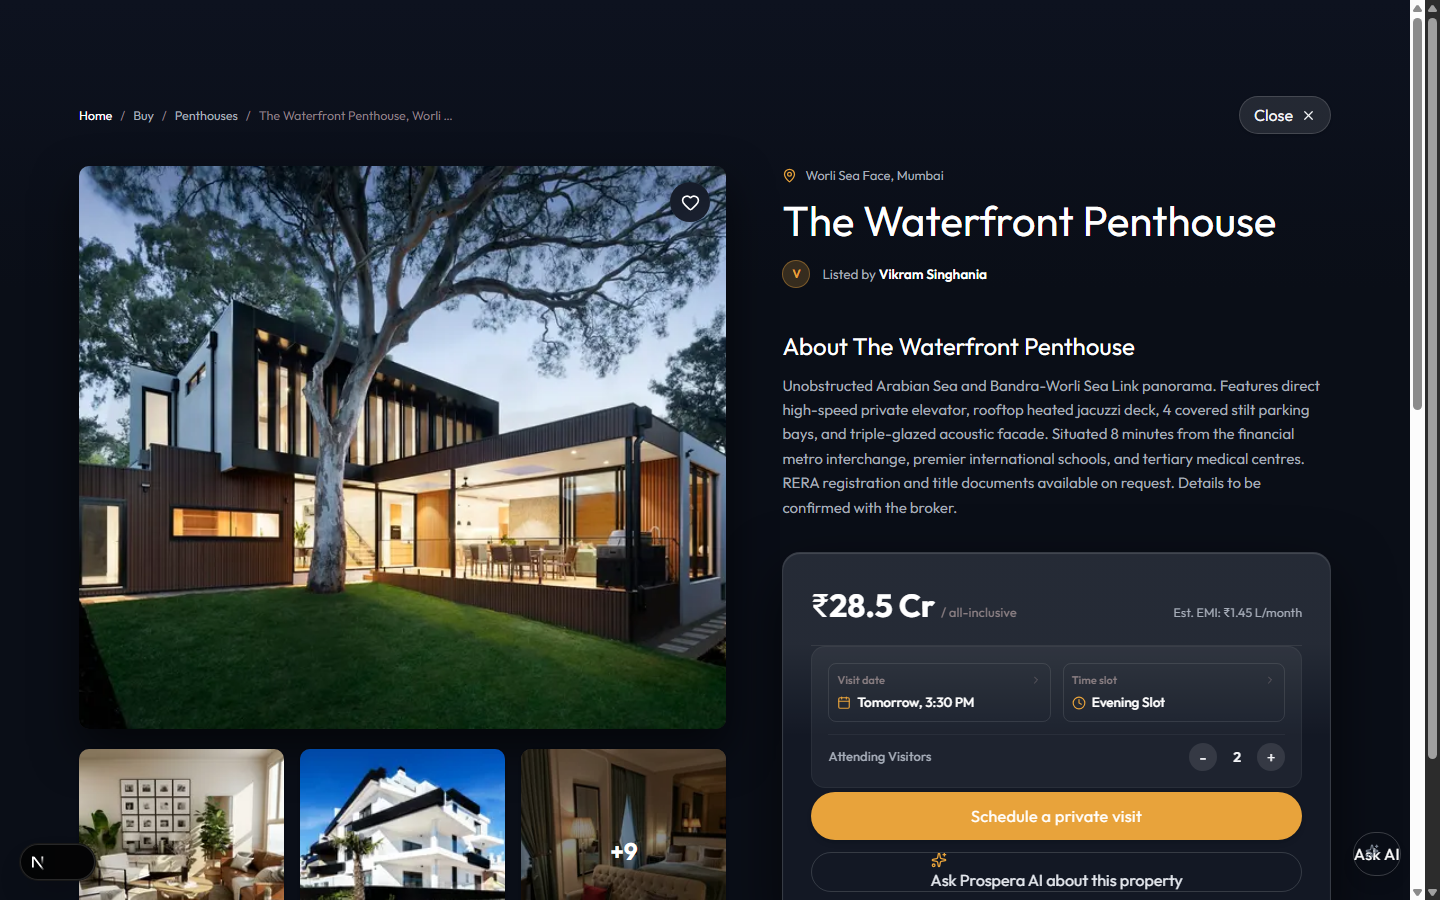 Home / Buy / Penthouses / The Waterfront Penthouse, Worli ...
Close
Worli Sea Face, Mumbai
The Waterfront Penthouse
V
Listed by Vikram Singhania
About The Waterfront Penthouse
Unobstructed Arabian Sea and Bandra-Worli Sea Link panorama. Features direct
high-speed private elevator, rooftop heated jacuzzi deck, 4 covered stilt parking
bays, and triple-glazed acoustic facade. Situated 8 minutes from the financial
metro interchange, premier international schools, and tertiary medical centres.
RERA registration and title documents available on request. Details to be
confirmed with the broker.
₹28.5 Cr / all-inclusive
Est. EMI: ₹1.45 L/month
Visit date
Tomorrow, 3:30 PM
Time slot
Evening Slot
Attending Visitors
- 2 +
Schedule a private visit
Ask Prospera AI about this property
+9
N
Ask AI